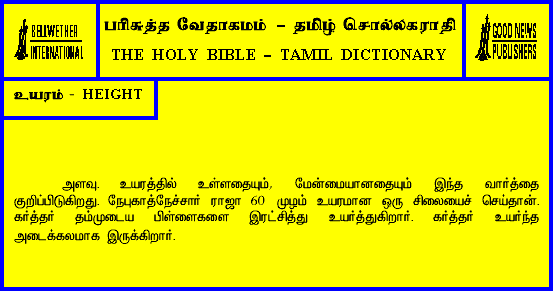 BELLWETHER
INTERNATIONAL
பரிசுத்த வேதாகமம் – தமிழ் சொல்லகராதி
THE HOLY BIBLE – TAMIL DICTIONARY
GOOD NEWS
PUBLISHERS
உயரம் - HEIGHT
அளவு. உயரத்தில் உள்ளதையும், மேன்மையானதையும் இந்த வார்த்தை
குறிப்பிடுகிறது. நேபுகாத்நேச்சார் ராஜா 60 முழம் உயரமான ஒரு சிலையைச் செய்தான்.
கர்த்தர் தம்முடைய பிள்ளைகளை இரட்சித்து உயர்த்துகிறார். கர்த்தர் உயர்ந்த
அடைக்கலமாக இருக்கிறார்.